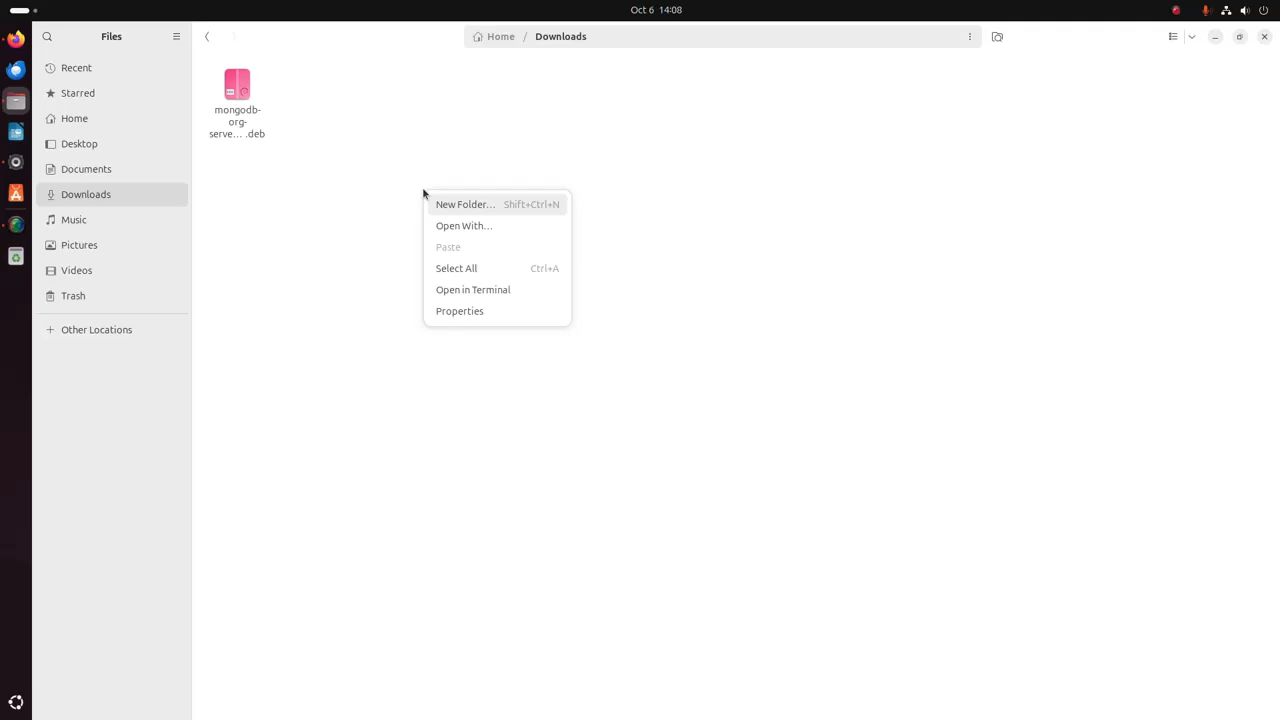 Oct 6 14:08
Files
Home / Downloads
Recent
Starred
Home
Desktop
Documents
Downloads
Music
Pictures
Videos
Trash
Other Locations
mongodb-
org-
serve... .deb
New Folder... Shift+Ctrl+N
Open With...
Paste
Select All Ctrl+A
Open in Terminal
Properties